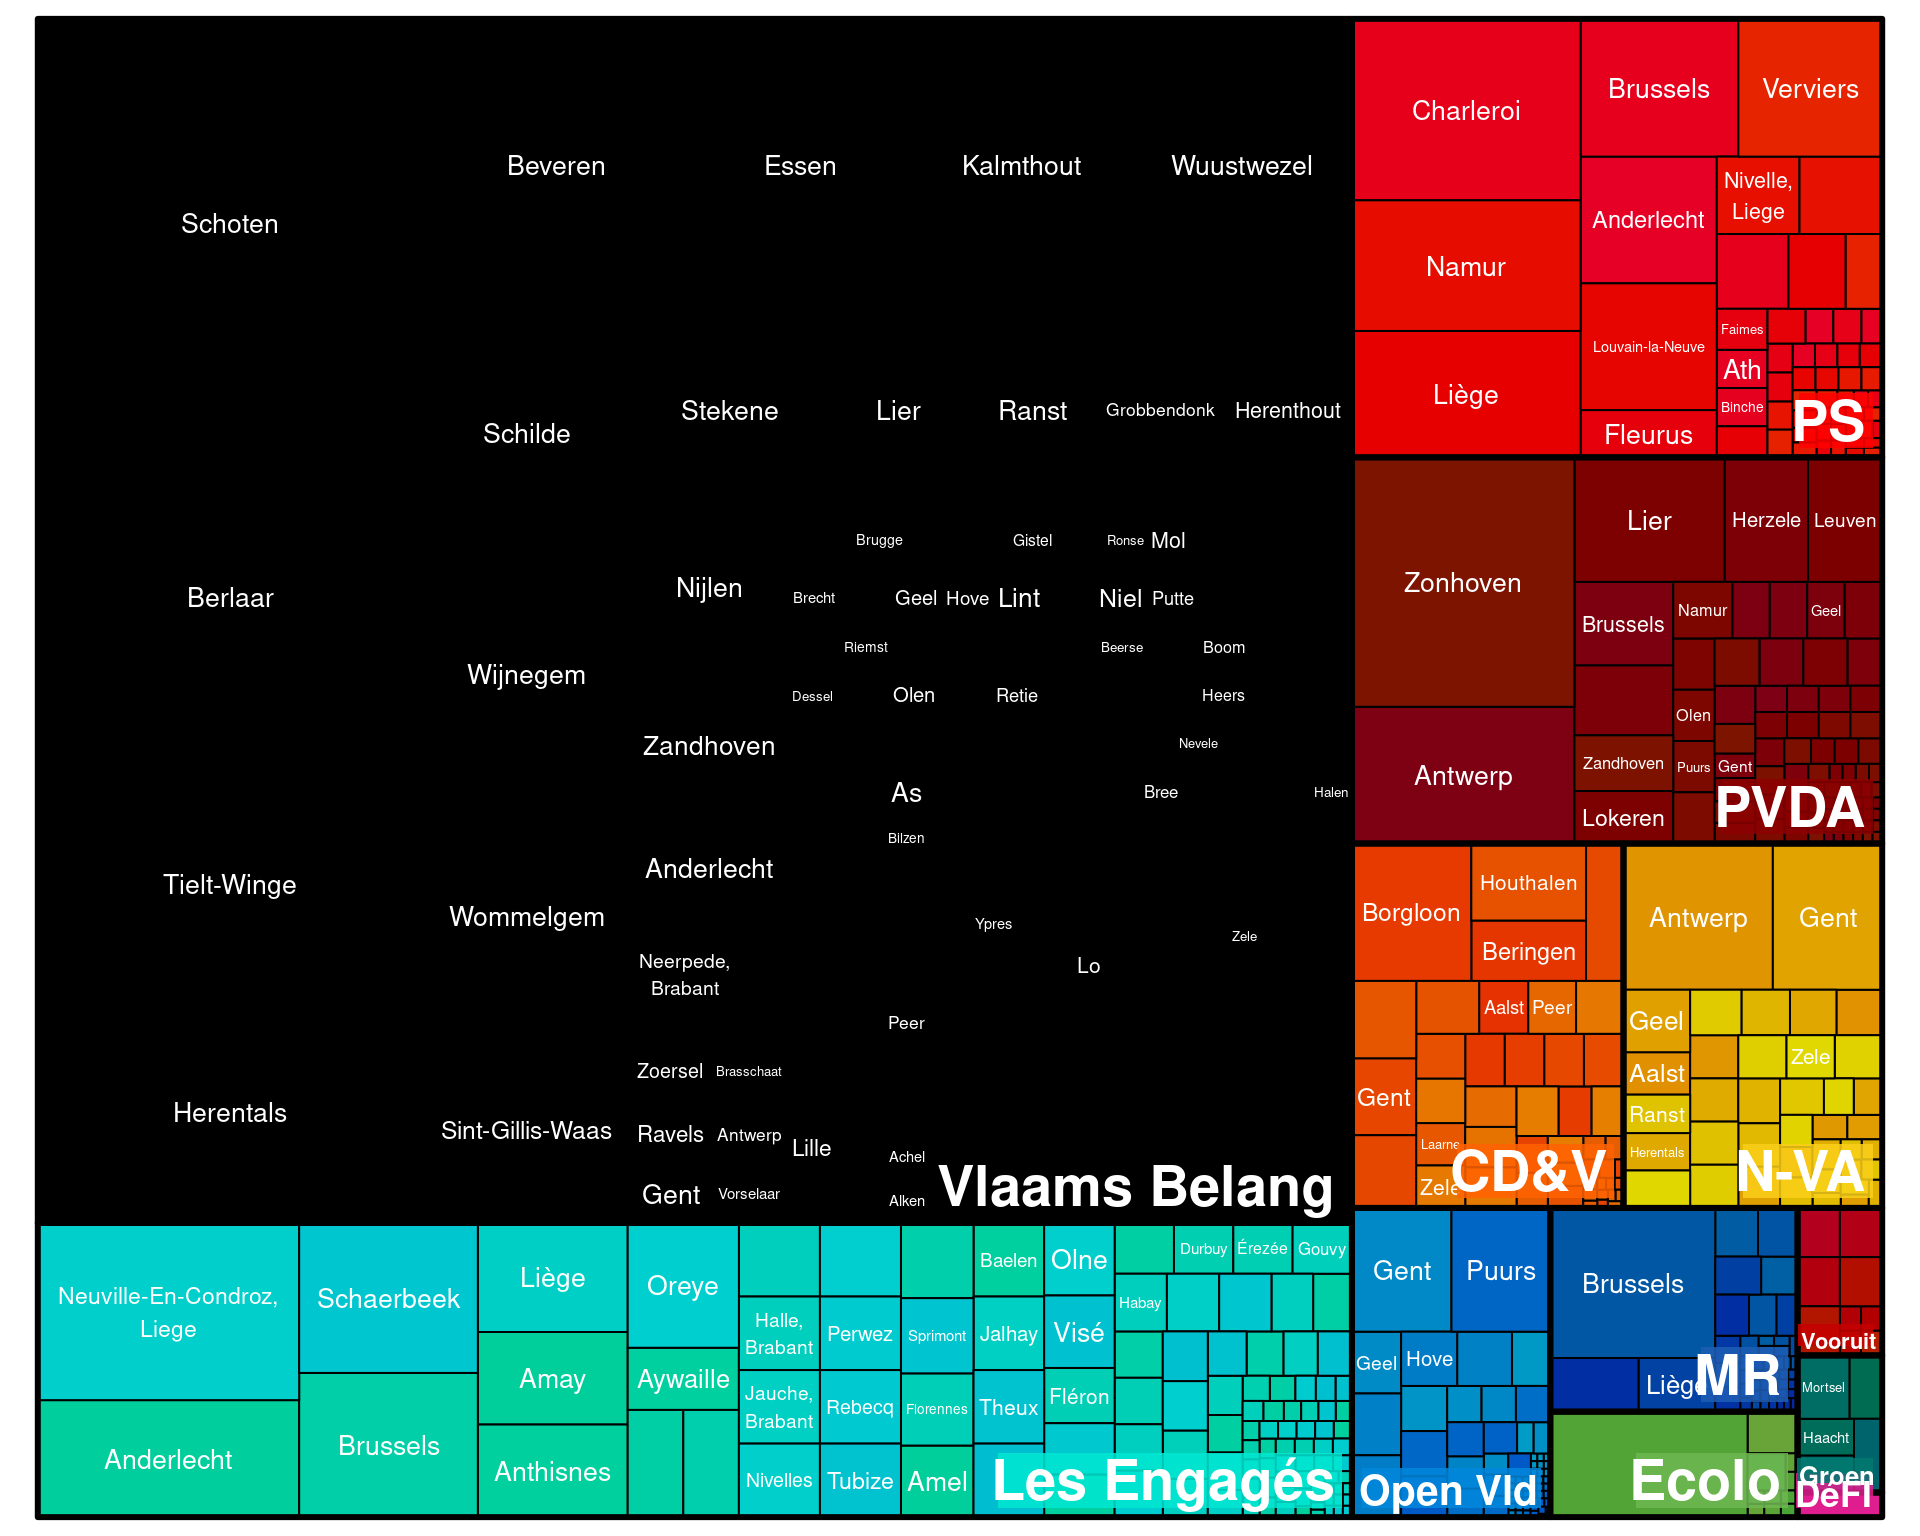 Schoten
Beveren
Essen
Kalmthout
Wuustwezel
Schilde
Stekene
Lier
Ranst
Grobbendonk
Herenthout
Berlaar
Wijnegem
Nijlen
Brugge
Gistel
Ronse
Mol
Brecht
Geel
Hove
Lint
Niel
Putte
Riemst
Beerse
Boom
Dessel
Olen
Retie
Heers
Zandhoven
Nevele
As
Bree
Halen
Bilzen
Tielt-Winge
Wommelgem
Anderlecht
Ypres
Zele
Lo
Neerpede,
Brabant
Peer
Herentals
Sint-Gillis-Waas
Zoersel
Brasschaat
Ravels
Antwerp
Lille
Achel
Gent
Vorselaar
Alken
Vlaams Belang
Charleroi
Brussels
Verviers
Namur
Anderlecht
Nivelle,
Liege
Liège
Louvain-la-Neuve
Faimes
Ath
Binche
Fleurus
PS
Zonhoven
Lier
Herzele
Leuven
Brussels
Namur
Geel
Antwerp
Olen
Zandhoven
Puurs
Gent
Lokeren
PVDA
Borgloon
Houthalen
Beringen
Aalst
Peer
Gent
Laarne
Zele
CD&V
Antwerp
Gent
Geel
Zele
Aalst
Ranst
Herentals
N-VA
Neuville-En-Condroz,
Liege
Schaerbeek
Liège
Oreye
Anderlecht
Brussels
Amay
Aywaille
Anthisnes
Halle,
Brabant
Perwez
Sprimont
Jauche,
Brabant
Rebecq
Florennes
Nivelles
Tubize
Amel
Baelen
Olne
Jalhay
Visé
Theux
Fléron
Durbuy
Érezée
Gouvy
Habay
Les Engagés
Gent
Puurs
Geel
Hove
Open Vld
Brussels
Liège
MR
Vooruit
Ecolo
Mortsel
Haacht
Groen
DéFI